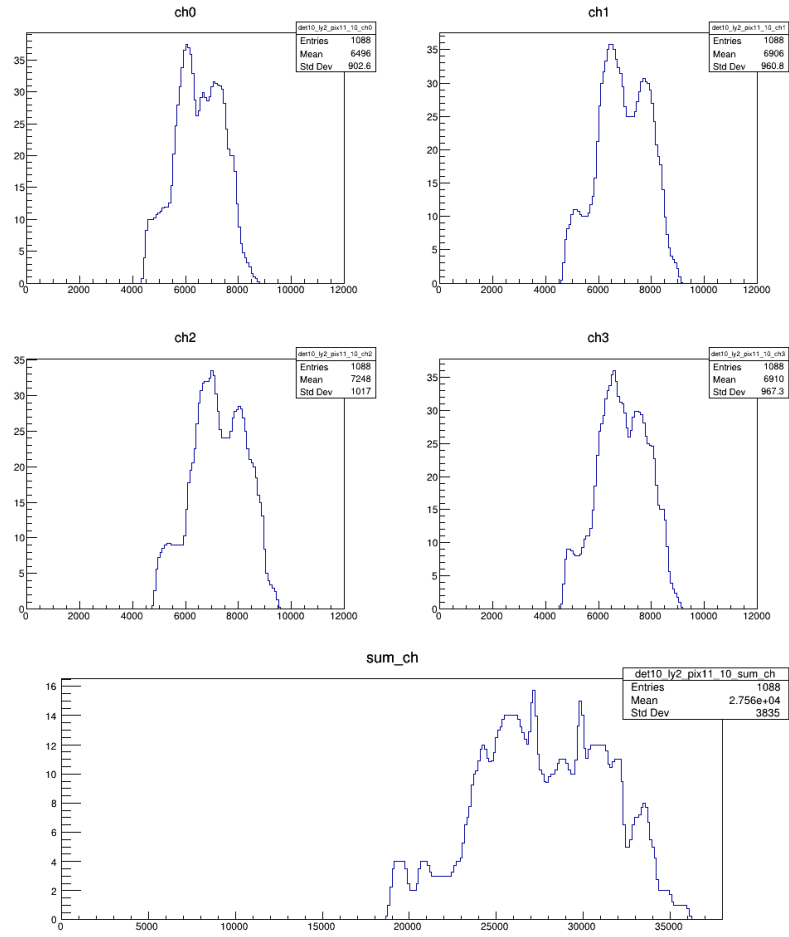 ch0
det10_ly2_pix11_10_ch0
Entries 1088
Mean 6496
Std Dev 902.6
35
30
25
20
15
10
5
0
0 2000 4000 6000 8000 10000 12000
ch1
det10_ly2_pix11_10_ch1
Entries 1088
Mean 6906
Std Dev 960.8
35
30
25
20
15
10
5
0
0 2000 4000 6000 8000 10000 12000
ch2
det10_ly2_pix11_10_ch2
Entries 1088
Mean 7248
Std Dev 1017
35
30
25
20
15
10
5
0
0 2000 4000 6000 8000 10000 12000
ch3
det10_ly2_pix11_10_ch3
Entries 1088
Mean 6910
Std Dev 967.3
35
30
25
20
15
10
5
0
0 2000 4000 6000 8000 10000 12000
sum_ch
det10_ly2_pix11_10_sum_ch
Entries 1088
Mean 2.756e+04
Std Dev 3835
16
14
12
10
8
6
4
2
0
0 5000 10000 15000 20000 25000 30000 35000